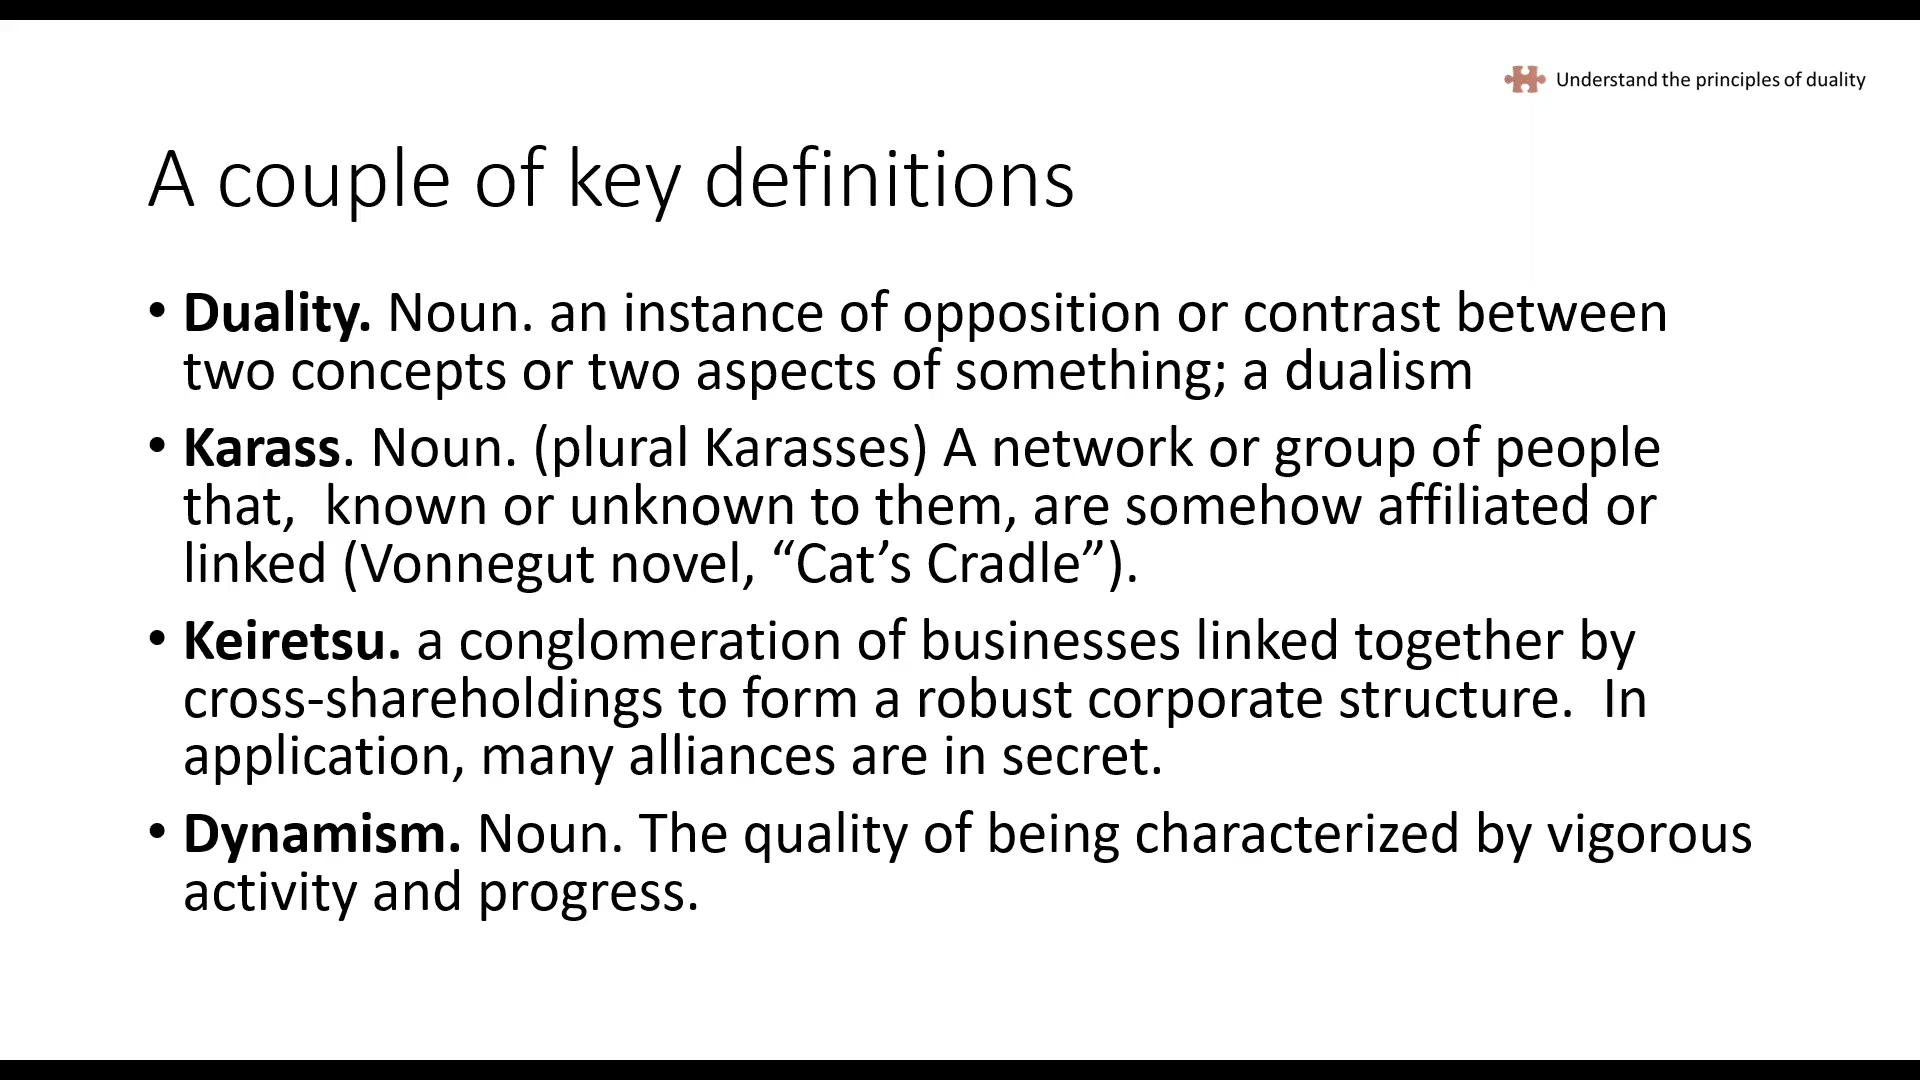 Understand the principles of duality
A couple of key definitions
• Duality. Noun. an instance of opposition or contrast between
two concepts or two aspects of something; a dualism
• Karass. Noun. (plural Karasses) A network or group of people
that,  known or unknown to them, are somehow affiliated or
linked (Vonnegut novel, “Cat’s Cradle”).
• Keiretsu. a conglomeration of businesses linked together by
cross-shareholdings to form a robust corporate structure.  In
application, many alliances are in secret.
• Dynamism. Noun. The quality of being characterized by vigorous
activity and progress.